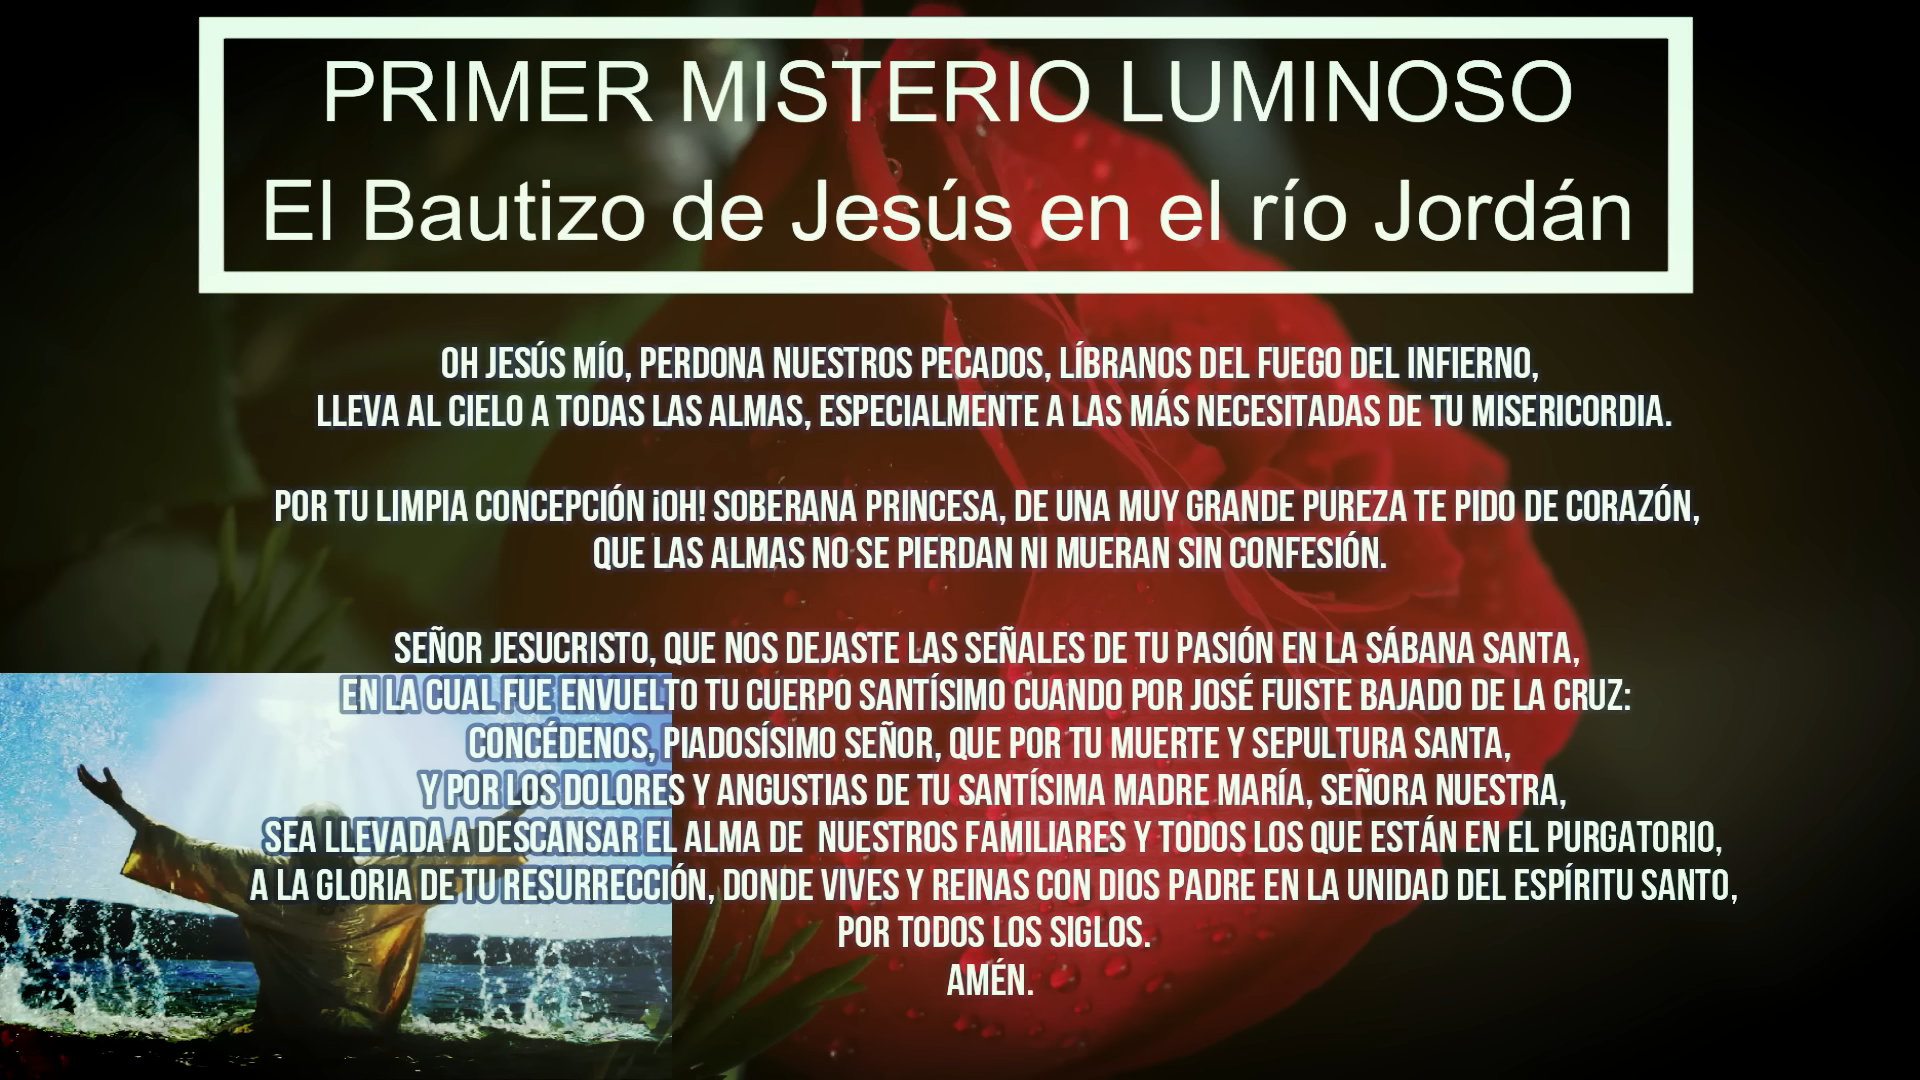 PRIMER MISTERIO LUMINOSO
El Bautizo de Jesús en el río Jordán
OH JESÚS MÍO, PERDONA NUESTROS PECADOS, LÍBRANOS DEL FUEGO DEL INFIERNO,
LLEVA AL CIELO A TODAS LAS ALMAS, ESPECIALMENTE A LAS MÁS NECESITADAS DE TU MISERICORDIA.
POR TU LIMPIA CONCEPCIÓN ¡OH! SOBERANA PRINCESA, DE UNA MUY GRANDE PUREZA TE PIDO DE CORAZÓN,
QUE LAS ALMAS NO SE PIERDAN NI MUERAN SIN CONFESIÓN.
SEÑOR JESUCRISTO, QUE NOS DEJASTE LAS SEÑALES DE TU PASIÓN EN LA SÁBANA SANTA,
EN LA CUAL FUE ENVUELTO TU CUERPO SANTÍSIMO CUANDO POR JOSÉ FUISTE BAJADO DE LA CRUZ:
CONCÉDENOS, PIADOSÍSIMO SEÑOR, QUE POR TU MUERTE Y SEPULTURA SANTA,
Y POR LOS DOLORES Y ANGUSTIAS DE TU SANTÍSIMA MADRE MARÍA, SEÑORA NUESTRA,
SEA LLEVADA A DESCANSAR EL ALMA DE NUESTROS FAMILIARES Y TODOS LOS QUE ESTÁN EN EL PURGATORIO,
A LA GLORIA DE TU RESURRECCIÓN, DONDE VIVES Y REINAS CON DIOS PADRE EN LA UNIDAD DEL ESPÍRITU SANTO,
POR TODOS LOS SIGLOS.
AMÉN.